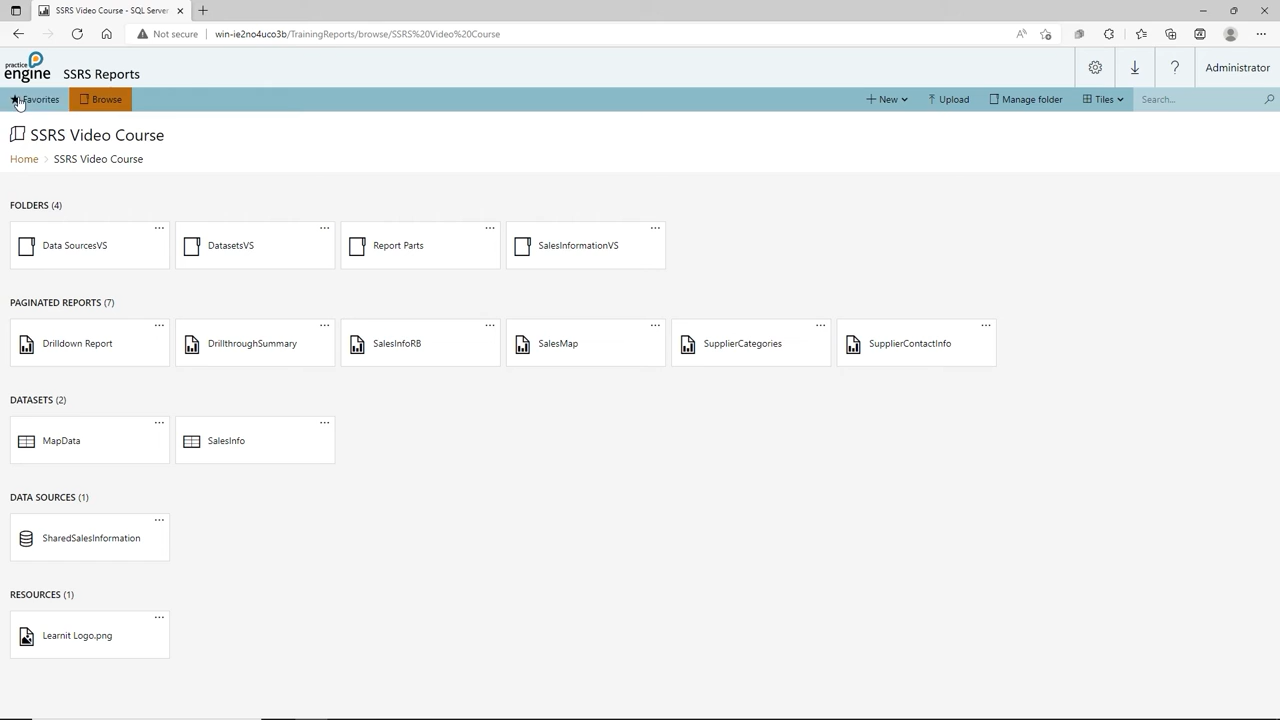 SSRS Video Course - SQL Server
Not secure
win-ie2no4uco3b/TrainingReports/browse/SSRS%20Video%20Course
practice
engine
SSRS Reports
?
Administrator
Favorites
Browse
New
Upload
Manage folder
Tiles
Search...
SSRS Video Course
Home > SSRS Video Course
FOLDERS (4)
Data SourcesVS
DatasetsVS
Report Parts
SalesInformationVS
PAGINATED REPORTS (7)
Drilldown Report
DrillthroughSummary
SalesInfoRB
SalesMap
SupplierCategories
SupplierContactInfo
DATASETS (2)
MapData
SalesInfo
DATA SOURCES (1)
SharedSalesInformation
RESOURCES (1)
Learnit Logo.png